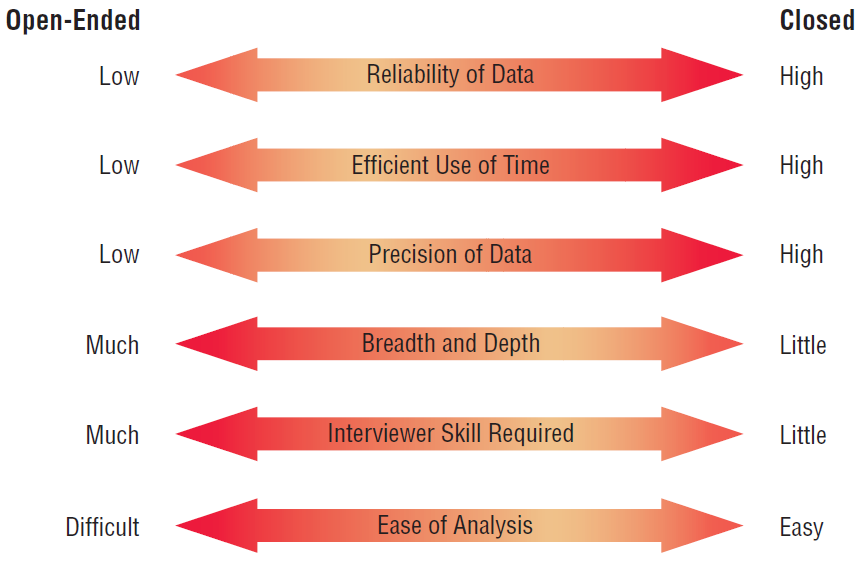 Open-Ended Closed
Low Reliability of Data High
Low Efficient Use of Time High
Low Precision of Data High
Much Breadth and Depth Little
Much Interviewer Skill Required Little
Difficult Ease of Analysis Easy